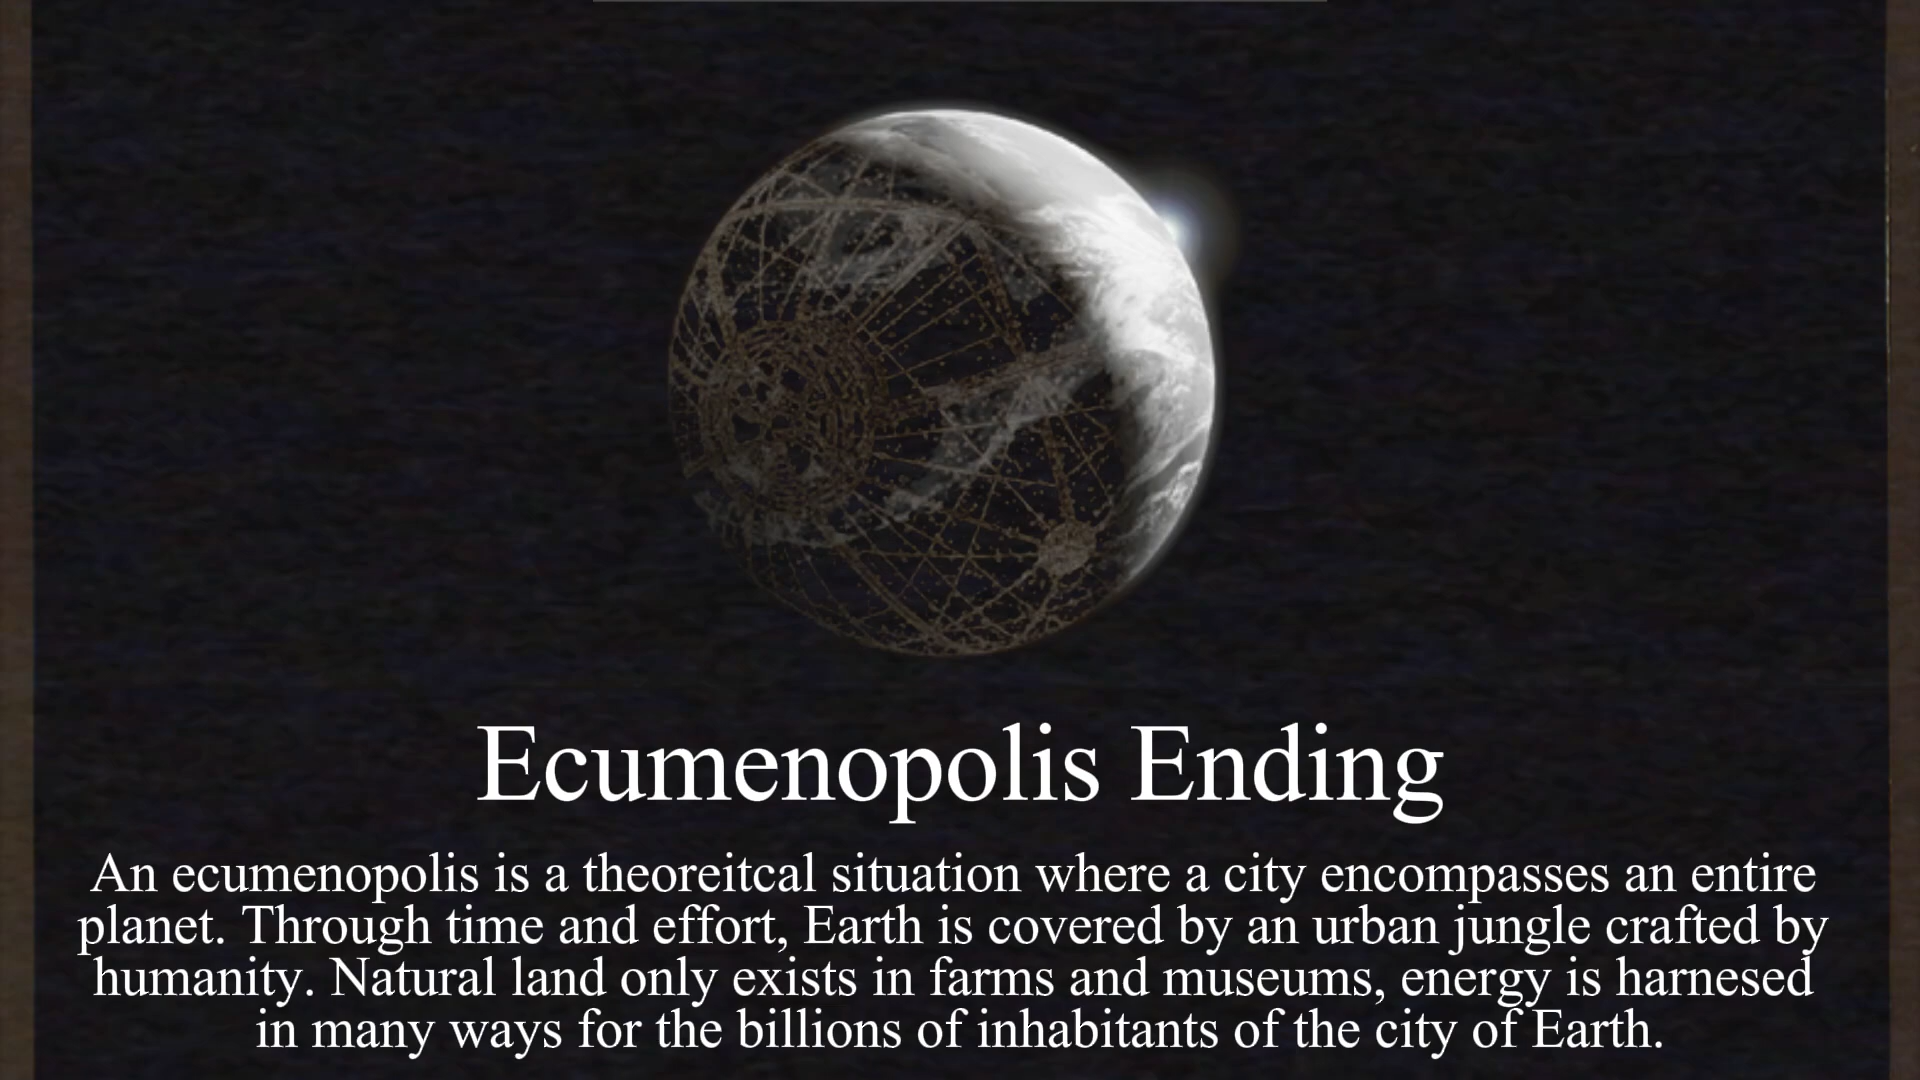 Ecumenopolis Ending
An ecumenopolis is a theoreitcal situation where a city encompasses an entire
planet. Through time and effort, Earth is covered by an urban jungle crafted by
humanity. Natural land only exists in farms and museums, energy is harnesed
in many ways for the billions of inhabitants of the city of Earth.